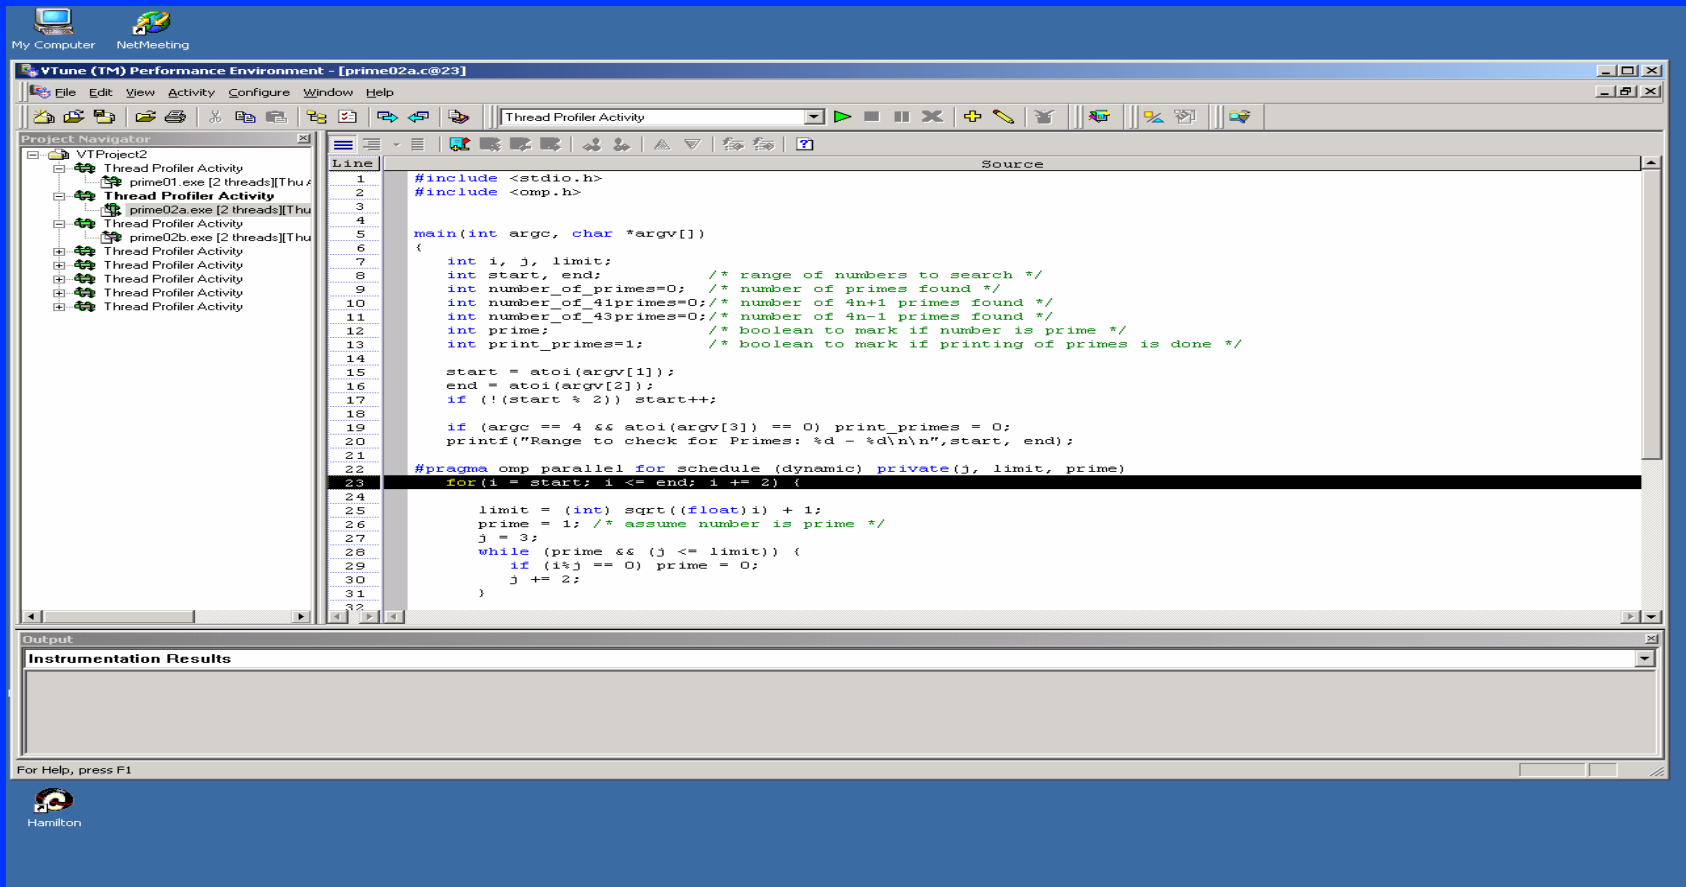 My Computer
NetMeeting
VTune (TM) Performance Environment - [prime02a.c@23]
File Edit View Activity Configure Window Help
Thread Profiler Activity
Project Navigator
VTProject2
Thread Profiler Activity
prime01.exe [2 threads][Thu A
Thread Profiler Activity
prime02a.exe [2 threads][Thu
Thread Profiler Activity
prime02b.exe [2 threads][Thu
Thread Profiler Activity
Thread Profiler Activity
Thread Profiler Activity
Thread Profiler Activity
Thread Profiler Activity
Line Source
1 #include <stdio.h>
2 #include <omp.h>
3
4
5 main(int argc, char *argv[])
6 {
7 int i, j, limit;
8 int start, end; /* range of numbers to search */
9 int number_of_primes=0; /* number of primes found */
10 int number_of_41primes=0;/* number of 4n+1 primes found */
11 int number_of_43primes=0;/* number of 4n-1 primes found */
12 int prime; /* boolean to mark if number is prime */
13 int print_primes=1; /* boolean to mark if printing of primes is done */
14
15 start = atoi(argv[1]);
16 end = atoi(argv[2]);
17 if (!(start % 2)) start++;
18
19 if (argc == 4 && atoi(argv[3]) == 0) print_primes = 0;
20 printf("Range to check for Primes: %d - %d\n\n",start, end);
21
22 #pragma omp parallel for schedule (dynamic) private(j, limit, prime)
23 for(i = start; i <= end; i += 2) {
24
25 limit = (int) sqrt((float)i) + 1;
26 prime = 1; /* assume number is prime */
27 j = 3;
28 while (prime && (j <= limit)) {
29 if (i%j == 0) prime = 0;
30 j += 2;
31 }
32
Output
Instrumentation Results
For Help, press F1
Hamilton